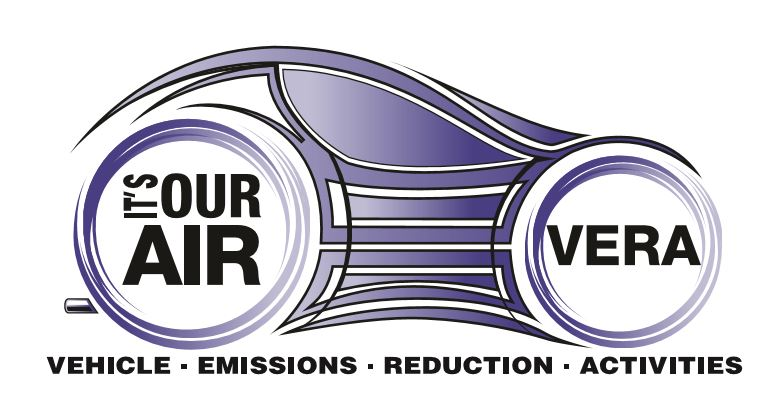 IT'S OUR
AIR
VERA
VEHICLE · EMISSIONS · REDUCTION · ACTIVITIES